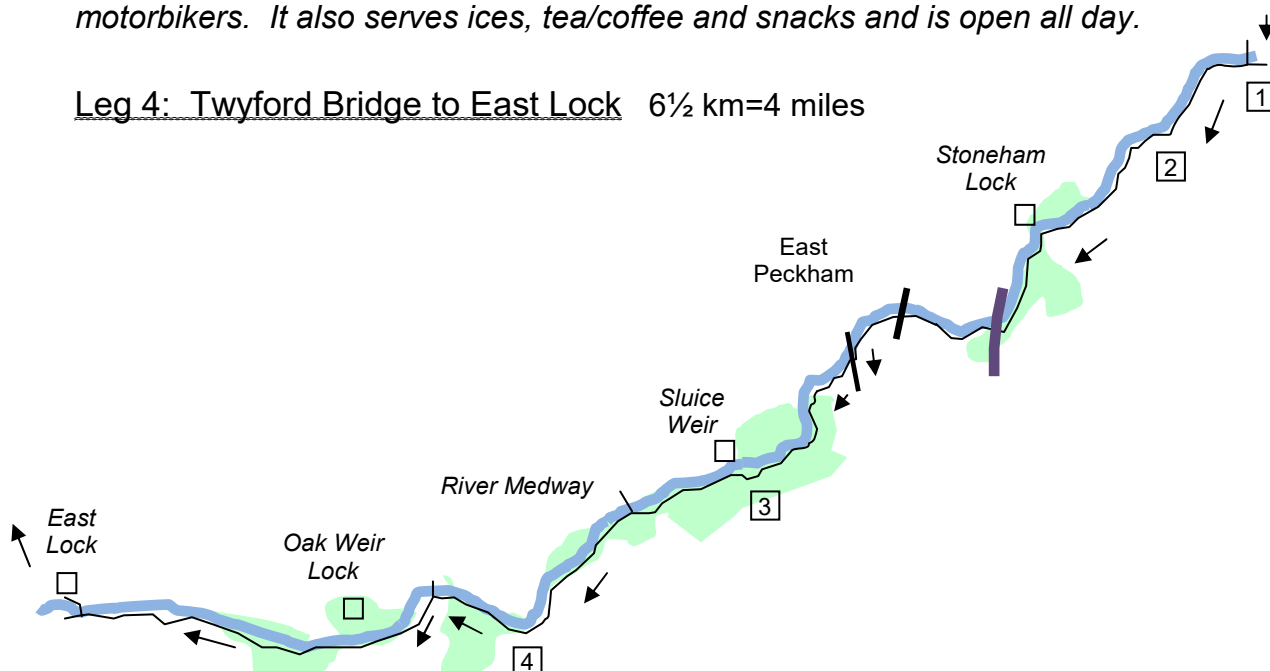 motorbikers. It also serves ices, tea/coffee and snacks and is open all day.
Leg 4: Twyford Bridge to East Lock 6½ km=4 miles
1
2
Stoneham
Lock
East
Peckham
Sluice
Weir
3
River Medway
East
Lock
Oak Weir
Lock
4